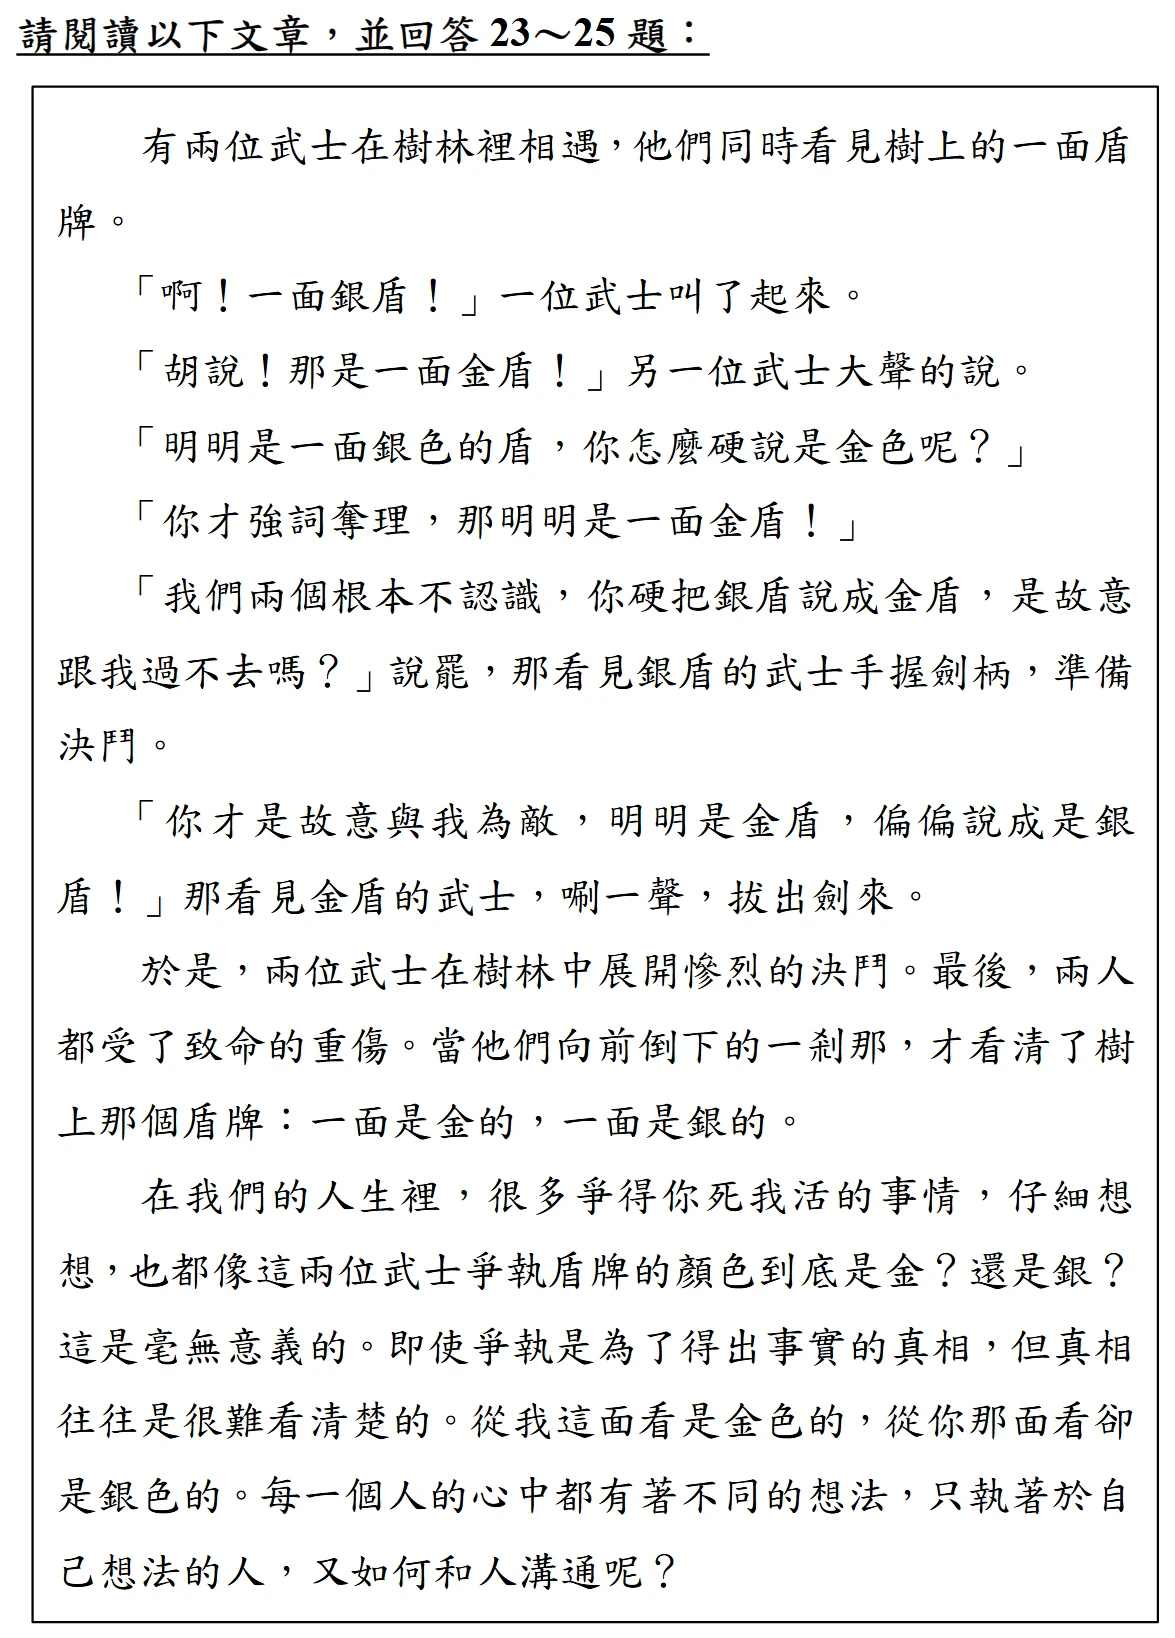 請閱讀以下文章，並回答 23～25 題：
有兩位武士在樹林裡相遇，他們同時看見樹上的一面盾
牌。
「啊！一面銀盾！」一位武士叫了起來。
「胡說！那是一面金盾！」另一位武士大聲的說。
「明明是一面銀色的盾，你怎麼硬說是金色呢？」
「你才強詞奪理，那明明是一面金盾！」
「我們兩個根本不認識，你硬把銀盾說成金盾，是故意
跟我過不去嗎？」說罷，那看見銀盾的武士手握劍柄，準備
決鬥。
「你才是故意與我為敵，明明是金盾，偏偏說成是銀
盾！」那看見金盾的武士，唰一聲，拔出劍來。
於是，兩位武士在樹林中展開慘烈的決鬥。最後，兩人
都受了致命的重傷。當他們向前倒下的一剎那，才看清了樹
上那個盾牌：一面是金的，一面是銀的。
在我們的人生裡，很多爭得你死我活的事情，仔細想
想，也都像這兩位武士爭執盾牌的顏色到底是金？還是銀？
這是毫無意義的。即使爭執是為了得出事實的真相，但真相
往往是很難看清楚的。從我這面看是金色的，從你那面看卻
是銀色的。每一個人的心中都有著不同的想法，只執著於自
己想法的人，又如何和人溝通呢？